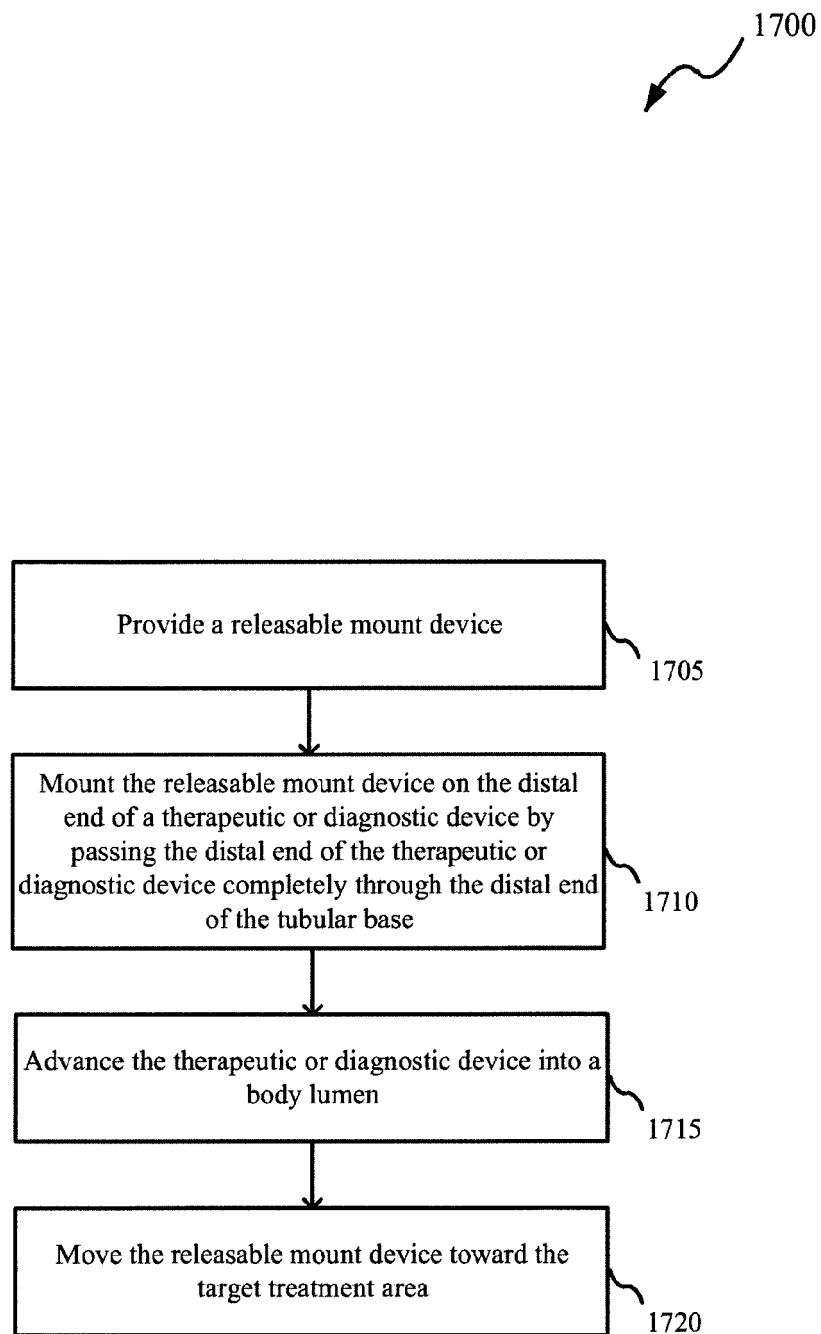 1700
Provide a releasable mount device
1705
Mount the releasable mount device on the distal
end of a therapeutic or diagnostic device by
passing the distal end of the therapeutic or
diagnostic device completely through the distal end
of the tubular base
1710
Advance the therapeutic or diagnostic device into a
body lumen
1715
Move the releasable mount device toward the
target treatment area
1720